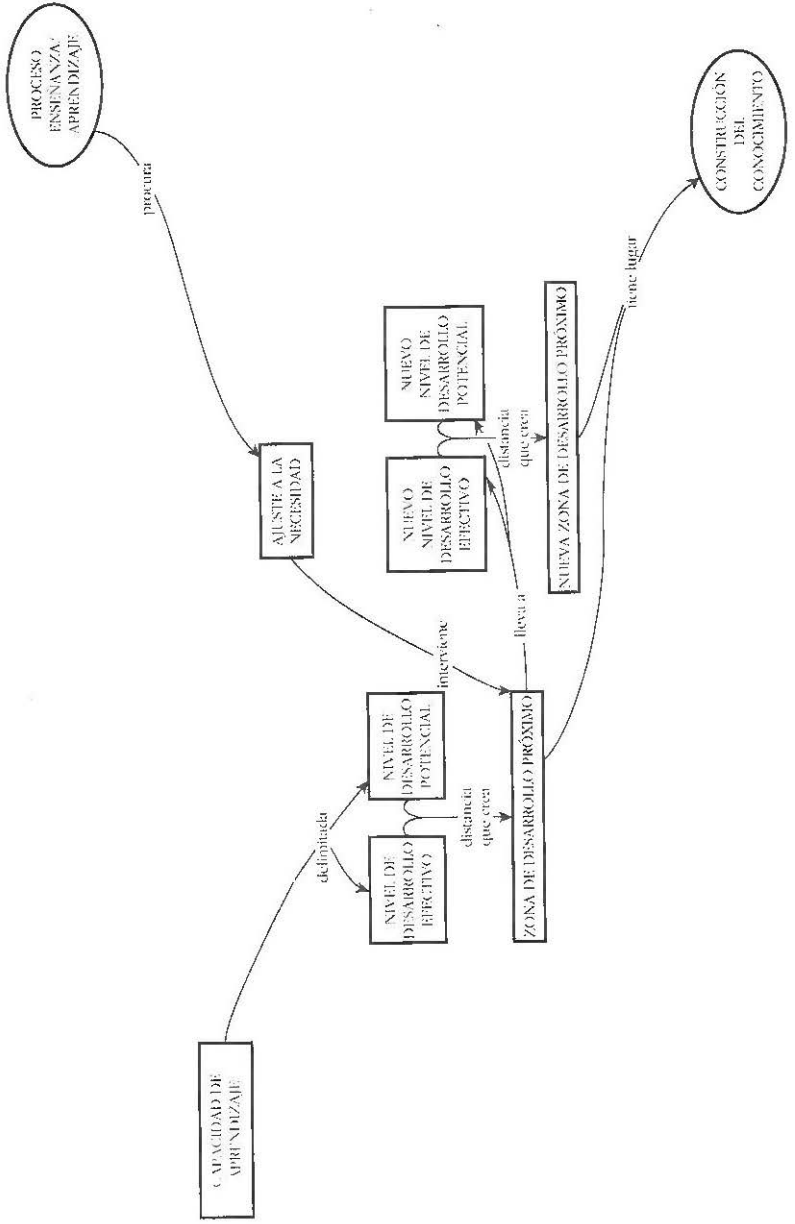 CAPACIDAD DE
APRENDIZAJE
delimitada
NIVEL DE
DESARROLLO
EFECTIVO
NIVEL DE
DESARROLLO
POTENCIAL
distancia
que crea
ZONA DE DESARROLLO PRÓXIMO
interviene
AJUSTE A LA
NECESIDAD
procura
PROCESO
ENSEÑANZA/
APRENDIZAJE
lleva a
NUEVO
NIVEL DE
DESARROLLO
EFECTIVO
NUEVO
NIVEL DE
DESARROLLO
POTENCIAL
distancia
que crea
NUEVA ZONA DE DESARROLLO PRÓXIMO
tiene lugar
CONSTRUCCIÓN
DEL
CONOCIMIENTO